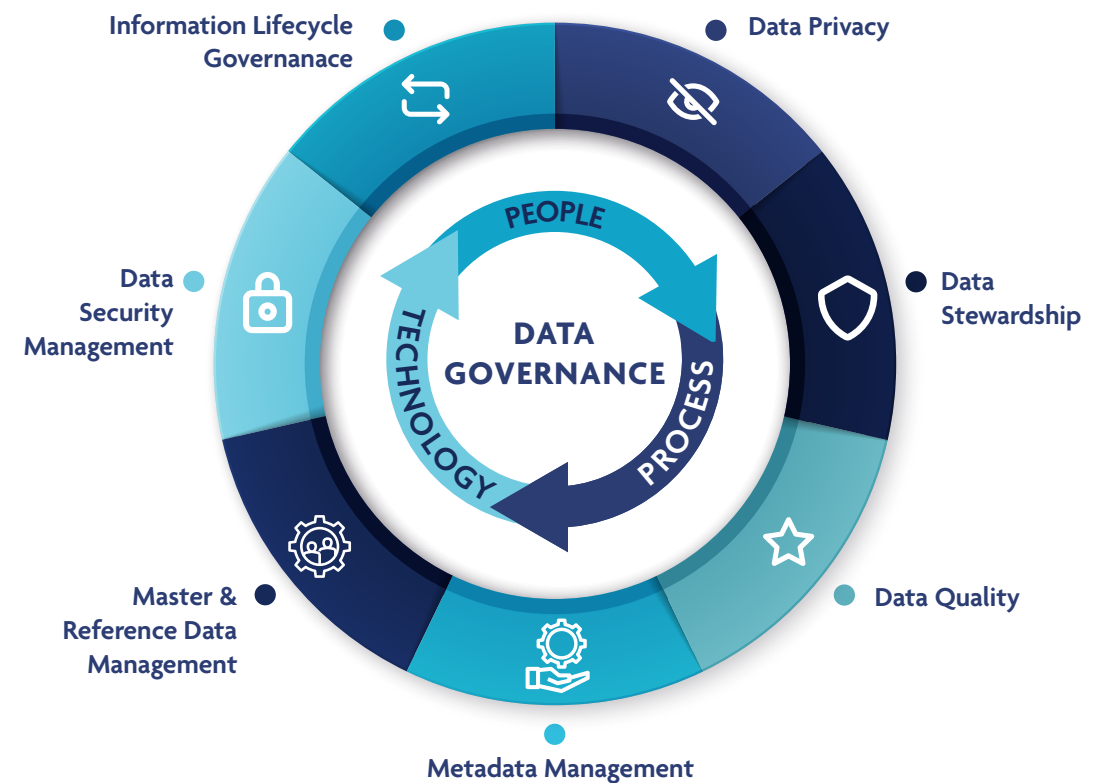 Information Lifecycle
Governanace
Data Privacy
Data
Security
Management
Data
Stewardship
PEOPLE
PROCESS
TECHNOLOGY
DATA
GOVERNANCE
Master &
Reference Data
Management
Data Quality
Metadata Management